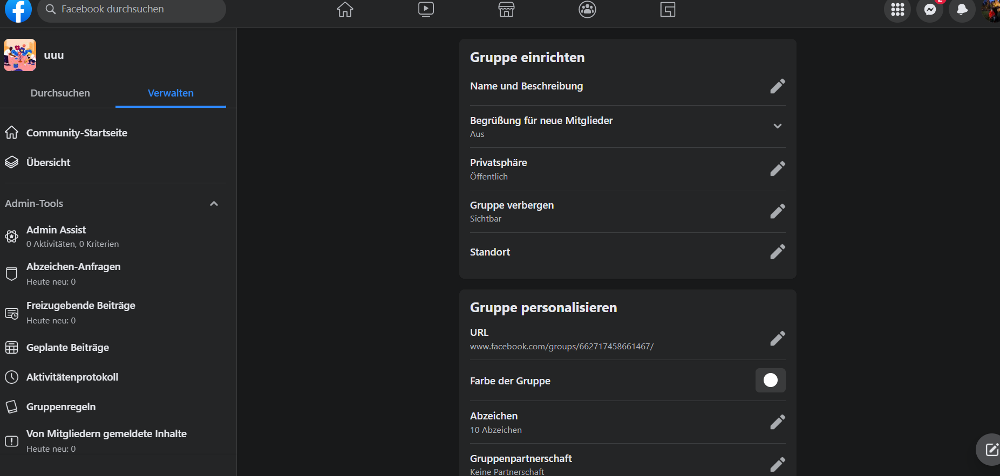 Facebook durchsuchen
2
uuu
Durchsuchen
Verwalten
Community-Startseite
Übersicht
Admin-Tools
Admin Assist
0 Aktivitäten, 0 Kriterien
Abzeichen-Anfragen
Heute neu: 0
Freizugebende Beiträge
Heute neu: 0
Geplante Beiträge
Aktivitätenprotokoll
Gruppenregeln
Von Mitgliedern gemeldete Inhalte
Heute neu: 0
Gruppe einrichten
Name und Beschreibung
Begrüßung für neue Mitglieder
Aus
Privatsphäre
Öffentlich
Gruppe verbergen
Sichtbar
Standort
Gruppe personalisieren
URL
www.facebook.com/groups/662717458661467/
Farbe der Gruppe
Abzeichen
10 Abzeichen
Gruppenpartnerschaft
Keine Partnerschaft